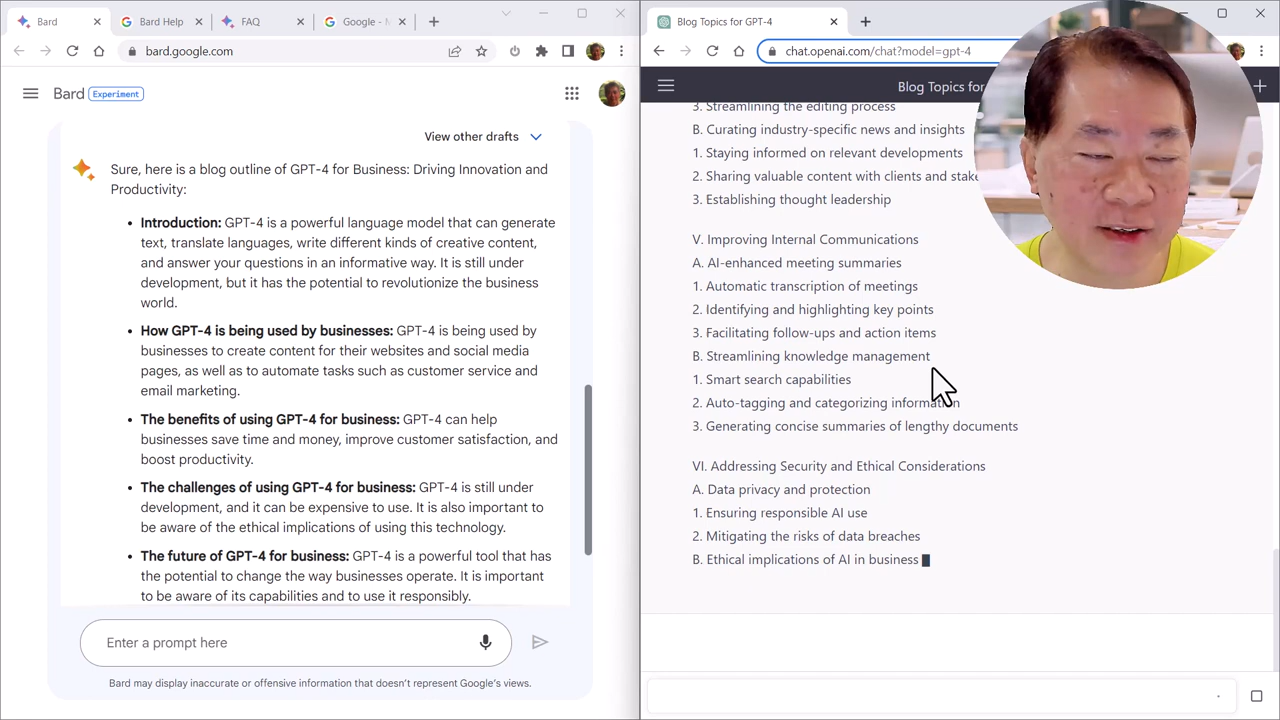 Bard
Bard Help
FAQ
Google - M
bard.google.com
Bard Experiment
View other drafts
Sure, here is a blog outline of GPT-4 for Business: Driving Innovation and
Productivity:
• Introduction: GPT-4 is a powerful language model that can generate
text, translate languages, write different kinds of creative content,
and answer your questions in an informative way. It is still under
development, but it has the potential to revolutionize the business
world.
• How GPT-4 is being used by businesses: GPT-4 is being used by
businesses to create content for their websites and social media
pages, as well as to automate tasks such as customer service and
email marketing.
• The benefits of using GPT-4 for business: GPT-4 can help
businesses save time and money, improve customer satisfaction, and
boost productivity.
• The challenges of using GPT-4 for business: GPT-4 is still under
development, and it can be expensive to use. It is also important to
be aware of the ethical implications of using this technology.
• The future of GPT-4 for business: GPT-4 is a powerful tool that has
the potential to change the way businesses operate. It is important
to be aware of its capabilities and to use it responsibly.
Enter a prompt here
Bard may display inaccurate or offensive information that doesn't represent Google's views.
Blog Topics for GPT-4
chat.openai.com/chat?model=gpt-4
Blog Topics for
3. Streamlining the editing process
B. Curating industry-specific news and insights
1. Staying informed on relevant developments
2. Sharing valuable content with clients and
3. Establishing thought leadership
V. Improving Internal Communications
A. AI-enhanced meeting summaries
1. Automatic transcription of meetings
2. Identifying and highlighting key points
3. Facilitating follow-ups and action items
B. Streamlining knowledge management
1. Smart search capabilities
2. Auto-tagging and categorizing information
3. Generating concise summaries of lengthy documents
VI. Addressing Security and Ethical Considerations
A. Data privacy and protection
1. Ensuring responsible AI use
2. Mitigating the risks of data breaches
B. Ethical implications of AI in business